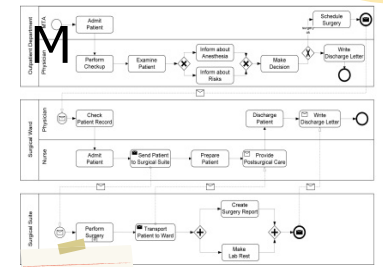 M
Outpatient Department
MTA
Physician
Admit
Patient
Schedule
Surgery
Perform
Checkup
Examine
Patient
Inform about
Anesthesia
Inform about
Risks
Make
Decision
Write
Discharge Letter
Surgical Ward
Physician
Nurse
Check
Patient Record
Discharge
Patient
Write
Discharge Letter
Admit
Patient
Send Patient
to Surgical Suite
Prepare
Patient
Provide
Postsurgical Care
Surgical Suite
Perform
Surgery
Transport
Patient to Ward
Create
Surgery Report
Make
Lab Rest